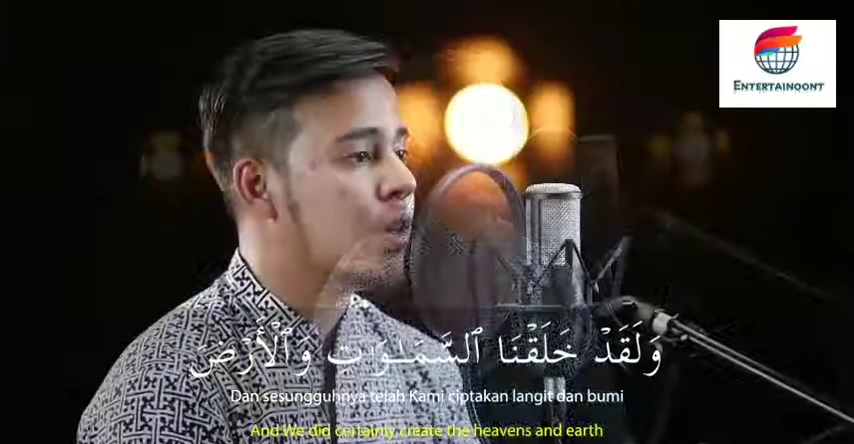 ENTERTAINOONT
وَلَقَدْ خَلَقْنَا ٱلسَّمَـٰوَٰتِ وَٱلْأَرْضَ
Dan sesungguhnya telah Kami ciptakan langit dan bumi
And We did certainly create the heavens and earth